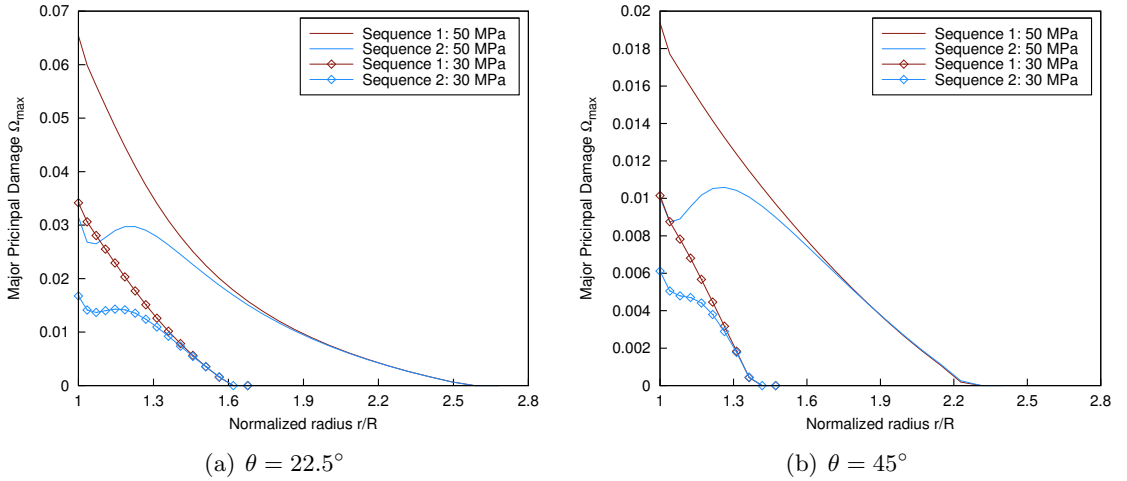 0.07
0.06
0.05
0.04
0.03
0.02
0.01
0
1
1.3
1.6
1.9
2.2
2.5
2.8
Major Pricinpal Damage Ωmax
Normalized radius r/R
Sequence 1: 50 MPa
Sequence 2: 50 MPa
Sequence 1: 30 MPa
Sequence 2: 30 MPa
(a) θ = 22.5°
0.02
0.018
0.016
0.014
0.012
0.01
0.008
0.006
0.004
0.002
0
1
1.3
1.6
1.9
2.2
2.5
2.8
Major Pricinpal Damage Ωmax
Normalized radius r/R
Sequence 1: 50 MPa
Sequence 2: 50 MPa
Sequence 1: 30 MPa
Sequence 2: 30 MPa
(b) θ = 45°